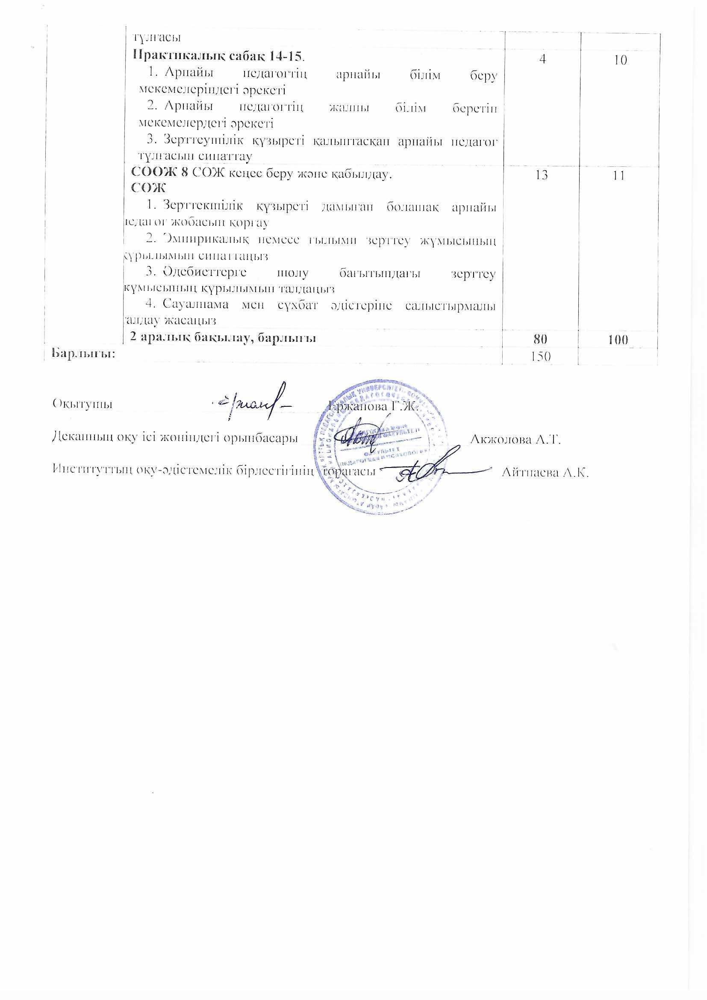 тұлғасы
Практикалық сабақ 14-15. 4 10
1. Арнайы педагогтің арнайы білім беру
мекемелеріндегі әрекеті
2. Арнайы педагогтің жалпы білім беретін
мекемелердегі әрекеті
3. Зерттеушілік құзыреті қалыптасқан арнайы педагог
тұлғасын сипаттау
СООЖ 8 СОЖ кеңес беру және қабылдау. 13 11
СОЖ
1. Зерттекшілік құзыреті дамыған болашақ арнайы
педагог жобасын қорғау
2. Эмпирикалық немесе ғылыми зерттеу жұмысының
құрылымын сипаттаңыз
3. Әдебиеттерге шолу бағытындағы зерттеу
жұмысының құрылымын талдаңыз
4. Сауалнама мен сұхбат әдістеріне салыстырмалы
талдау жасаңыз
2 аралық бақылау, барлығы 80 100
Барлығы: 150
Оқытушы Ержанова Г.Ж.
Деканның оқу ісі жөніндегі орынбасары Акжолова А.Т.
Институттың оқу-әдістемелік бірлестігінің төрағасы Айтпаева А.К.
ФАКУЛЬТЕТ